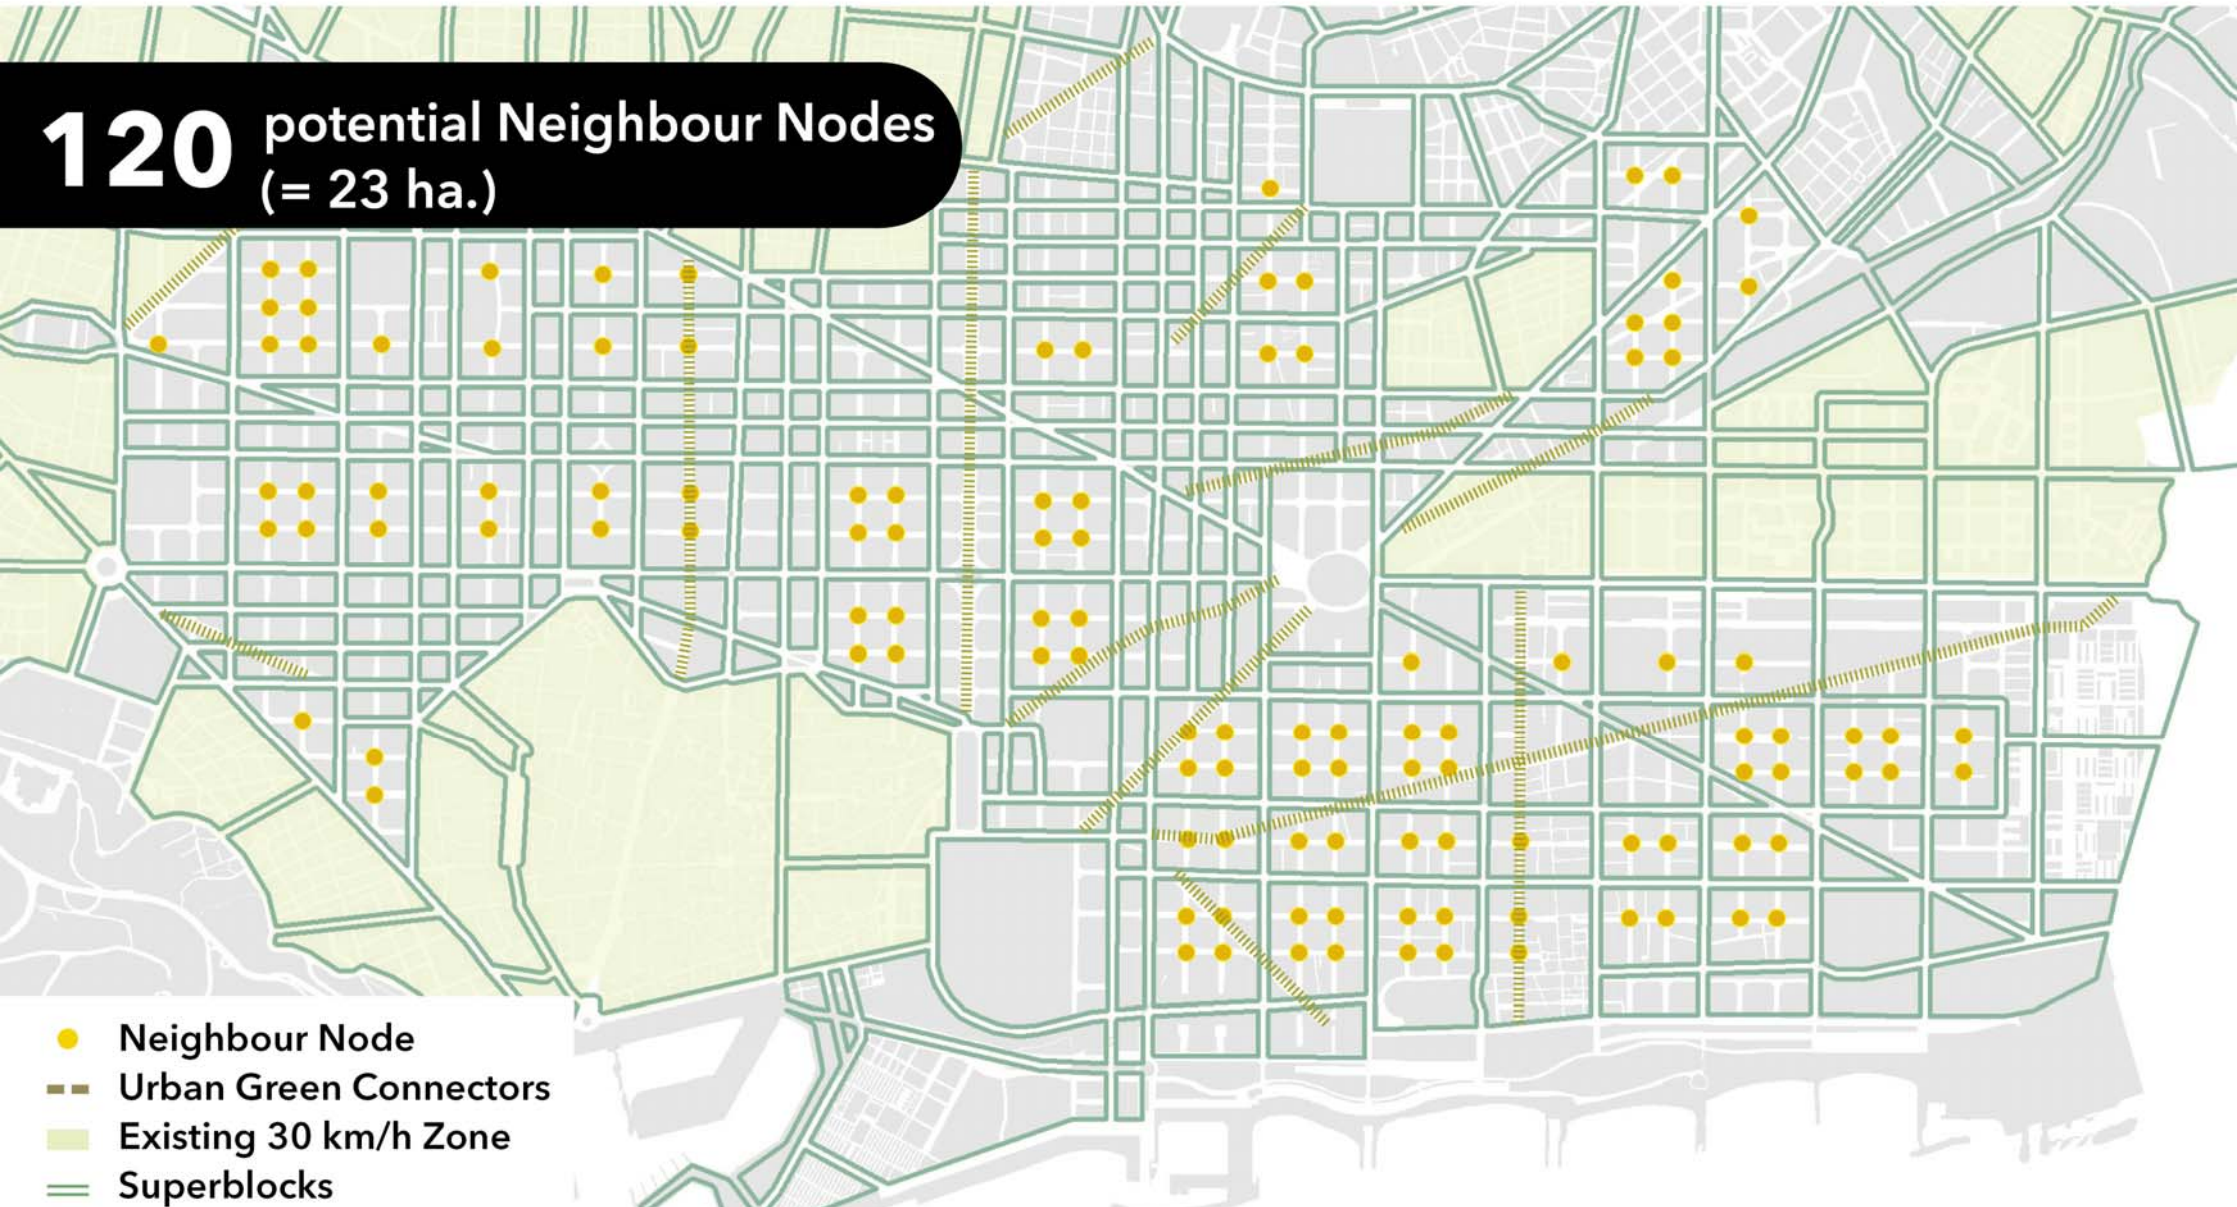 120 potential Neighbour Nodes
(= 23 ha.)
Neighbour Node
Urban Green Connectors
Existing 30 km/h Zone
Superblocks